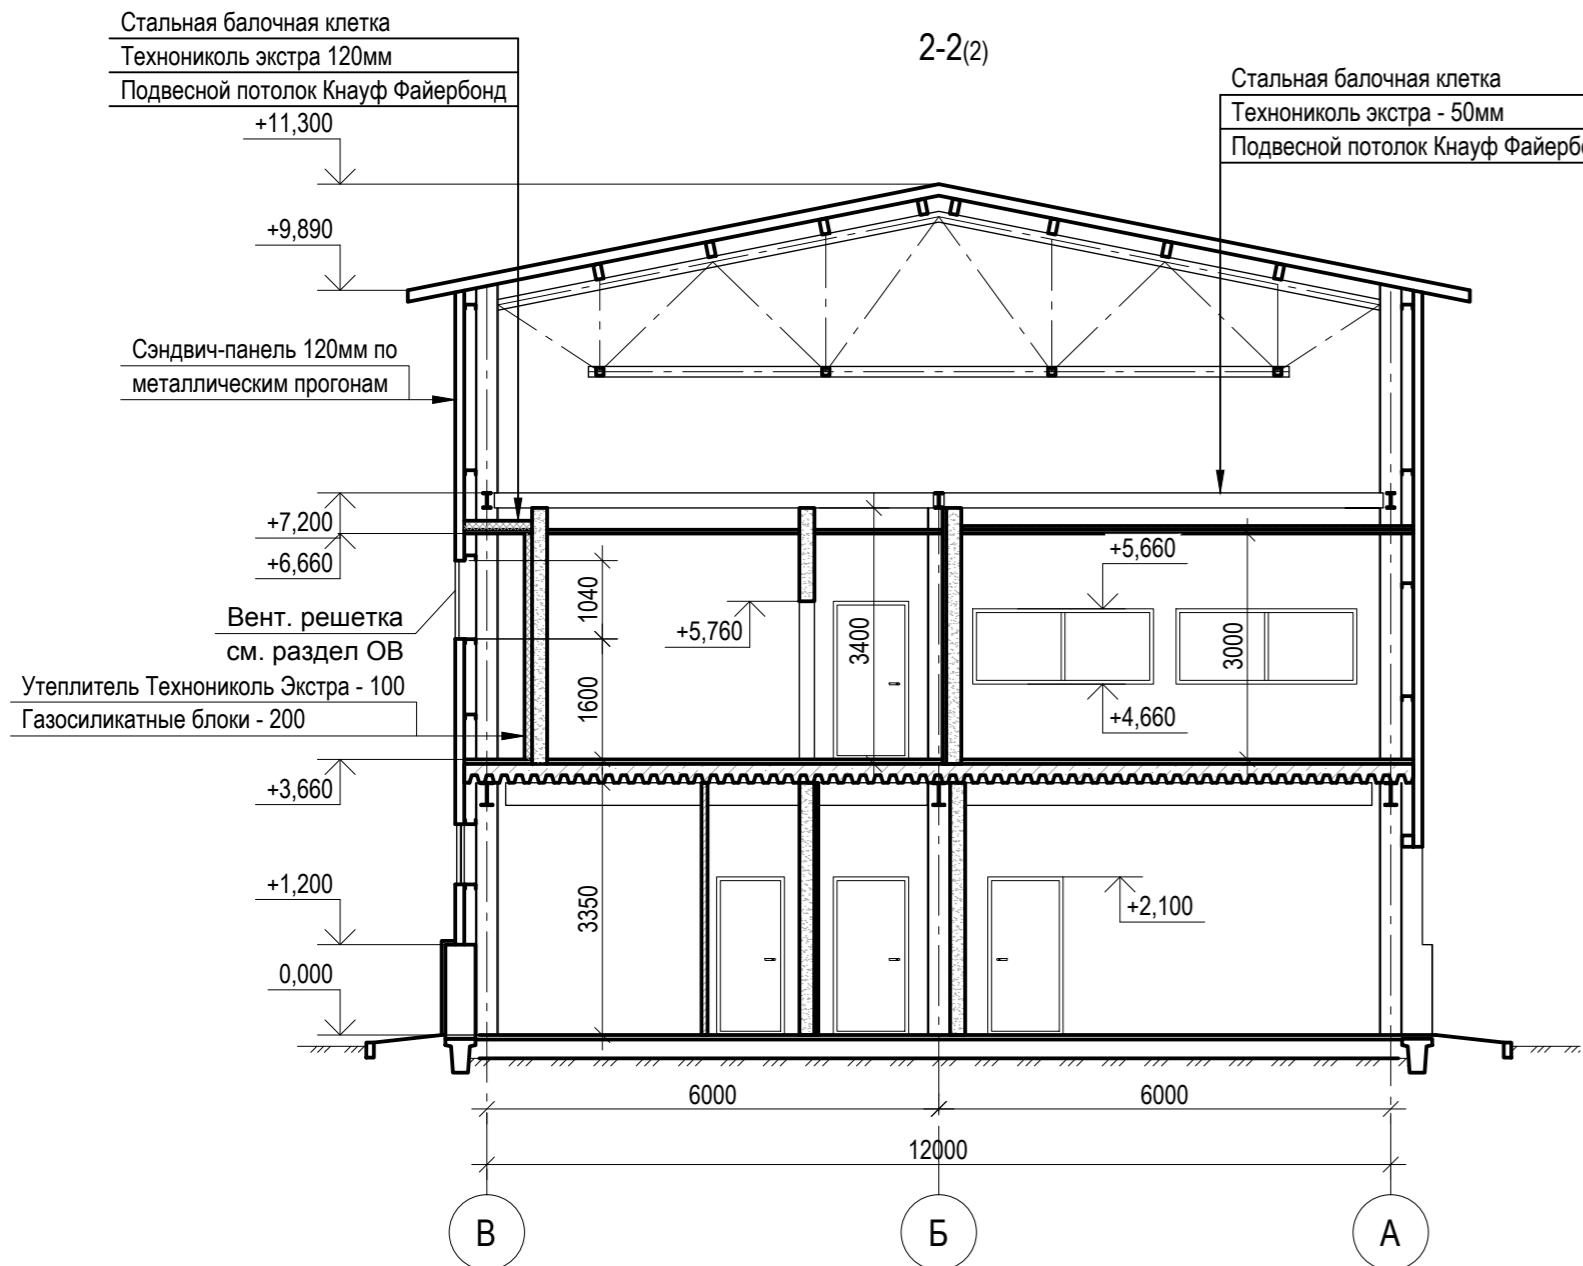 Стальная балочная клетка
Технониколь экстра 120мм
Подвесной потолок Кнауф Файербонд
2-2(2)
Стальная балочная клетка
Технониколь экстра - 50мм
Подвесной потолок Кнауф
+11,300
+9,890
Сэндвич-панель 120мм по
металлическим прогонам
+7,200
+6,660
Вент. решетка
см. раздел ОВ
Утеплитель Технониколь Экстра - 100
Газосиликатные блоки - 200
1040
1600
+5,760
3400
+5,660
3000
+4,660
+3,660
+1,200
0,000
3350
+2,100
6000
6000
12000
В
Б
А